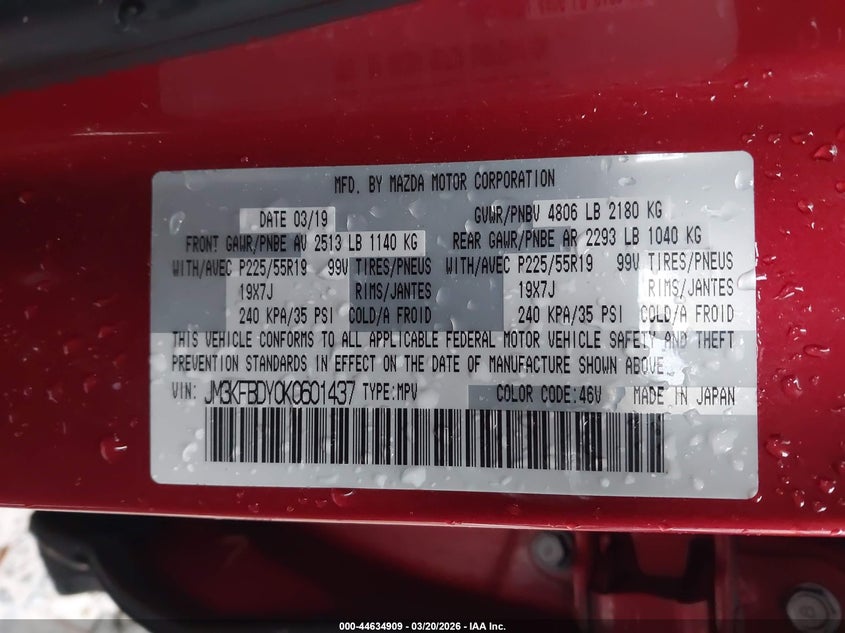 MFD. BY MAZDA MOTOR CORPORATION
DATE 03/19 GVWR/PNBV 4806 LB 2180 KG
FRONT GAWR/PNBE AV 2513 LB 1140 KG REAR GAWR/PNBE AR 2293 LB 1040 KG
WITH/AVEC P225/55R19 99V TIRES/PNEUS WITH/AVEC P225/55R19 99V TIRES/PNEUS
19X7J RIMS/JANTES 19X7J RIMS/JANTES
240 KPA/35 PSI COLD/A FROID 240 KPA/35 PSI COLD/A FROID
THIS VEHICLE CONFORMS TO ALL APPLICABLE FEDERAL MOTOR VEHICLE SAFETY AND THEFT
PREVENTION STANDARDS IN EFFECT ON THE DATE OF MANUFACTURE SHOWN ABOVE.
VIN: JM3KFBDY0K0601437 TYPE:MPV COLOR CODE:46V MADE IN JAPAN
000-44634909 - 03/20/2026 - IAA Inc.